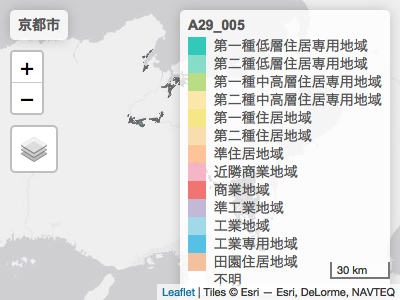 京都市
A29_005
第一種低層住居専用地域
第二種低層住居専用地域
第一種中高層住居専用地域
第二種中高層住居専用地域
第一種住居地域
第二種住居地域
準住居地域
近隣商業地域
商業地域
準工業地域
工業地域
工業専用地域
田園住居地域
不明
+
−
30 km
Leaflet | Tiles © Esri — Esri, DeLorme, NAVTEQ